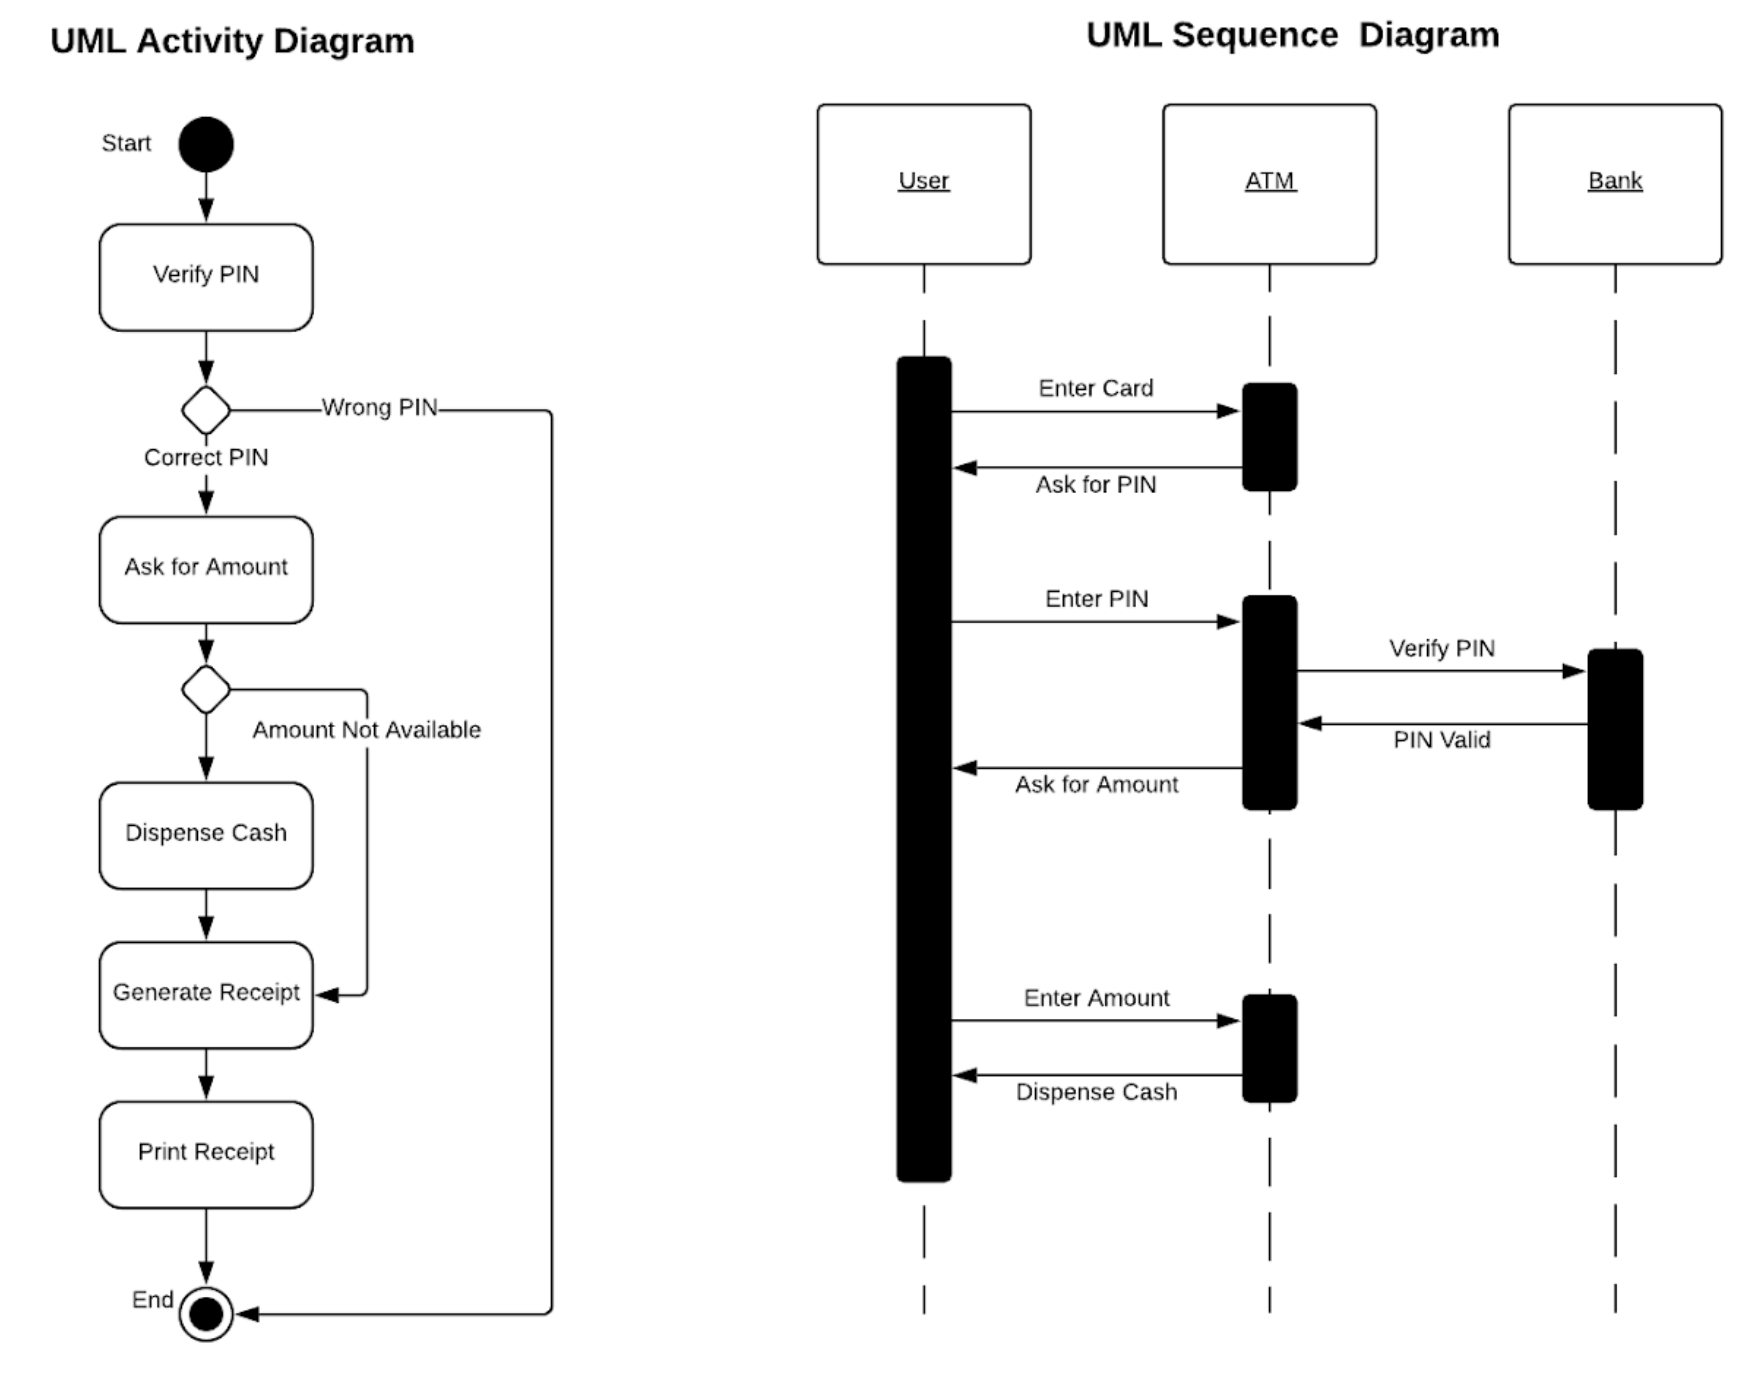 UML Activity Diagram
Start
Verify PIN
Wrong PIN
Correct PIN
Ask for Amount
Amount Not Available
Dispense Cash
Generate Receipt
Print Receipt
End
UML Sequence Diagram
User
ATM
Bank
Enter Card
Ask for PIN
Enter PIN
Verify PIN
PIN Valid
Ask for Amount
Enter Amount
Dispense Cash